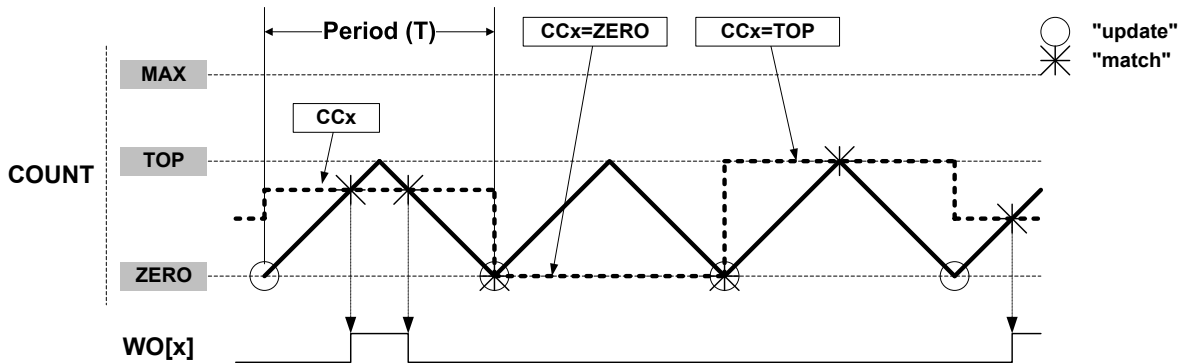 Period (T)
CCx=ZERO
CCx=TOP
"update"
"match"
MAX
CCx
TOP
COUNT
ZERO
WO[x]